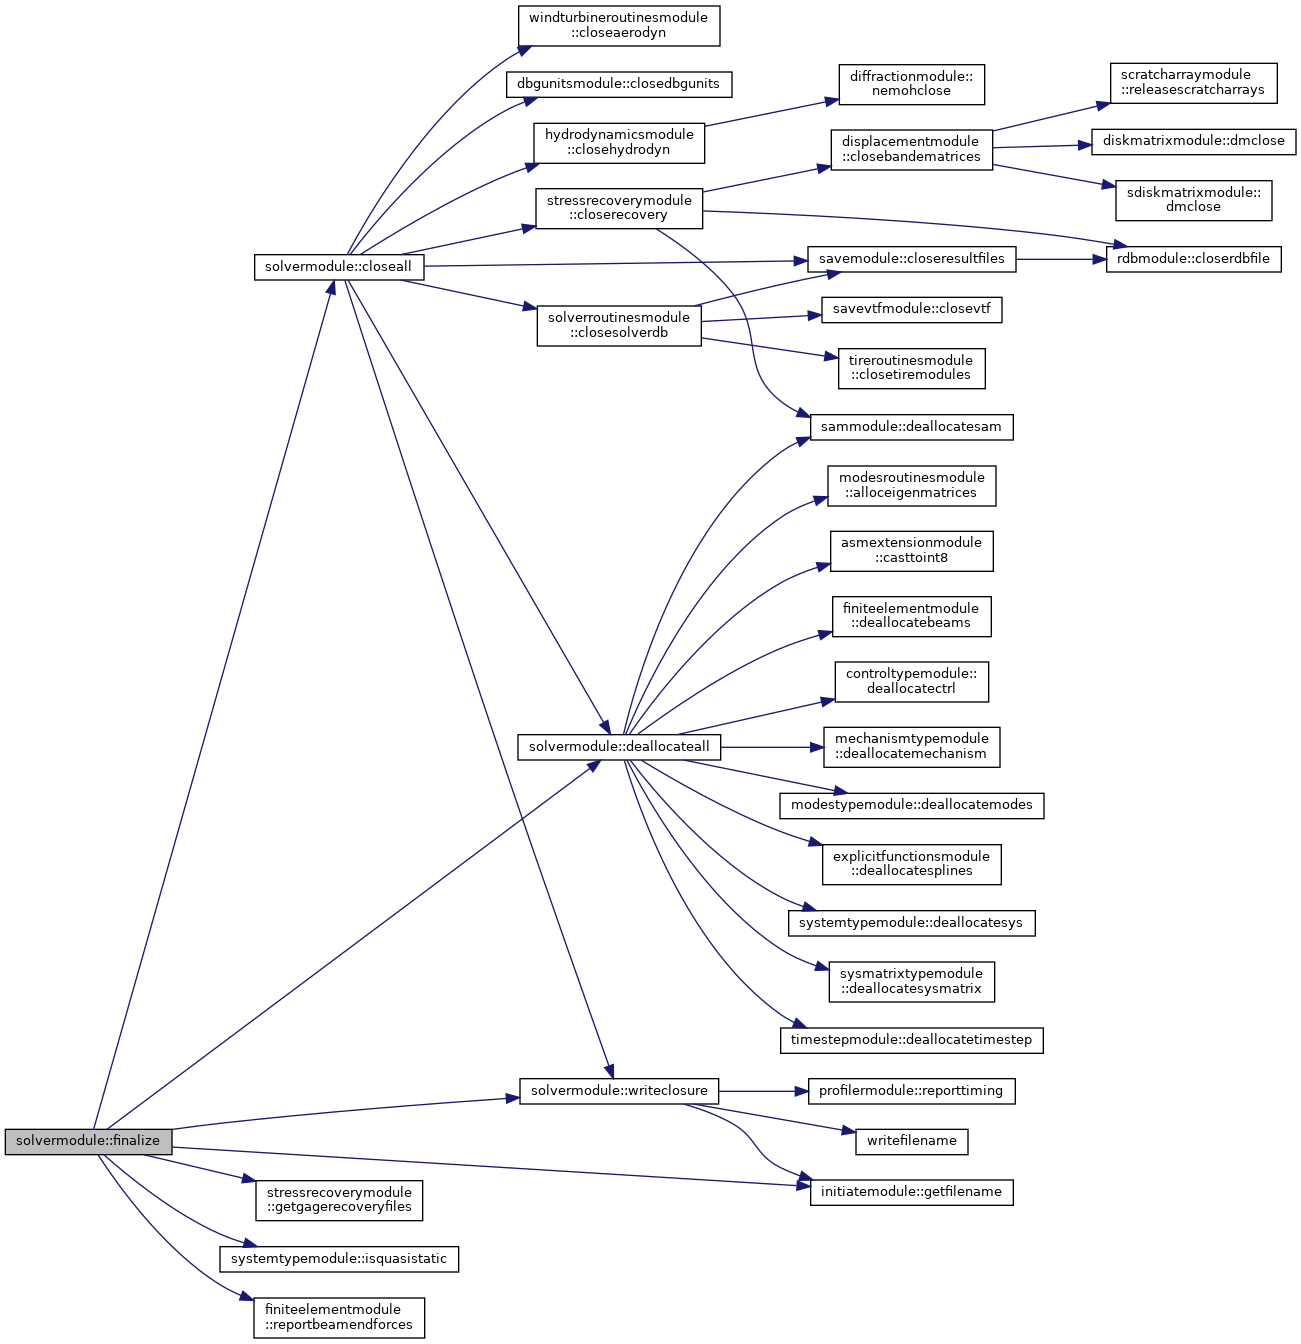 windturbineroutinesmodule
::closeaerodyn
dbgunitsmodule::closedbgunits
hydrodynamicsmodule
::closehydrodyn
diffractionmodule::
nemohclose
scratcharraymodule
::releasescratcharrays
displacementmodule
::closebandematrices
diskmatrixmodule::dmclose
sdiskmatrixmodule::
dmclose
stressrecoverymodule
::closerecovery
solvermodule::closeall
savemodule::closeresultfiles
rdbmodule::closerdbfile
solverroutinesmodule
::closesolverdb
savevtfmodule::closevtf
tireroutinesmodule
::closetiremodules
sammodule::deallocatesam
modesroutinesmodule
::alloceigenmatrices
asmextensionmodule
::casttoint8
finiteelementmodule
::deallocatebeams
controltypemodule::
deallocatectrl
solvermodule::deallocateall
mechanismtypemodule
::deallocatemechanism
modestypemodule::deallocatemodes
explicitfunctionsmodule
::deallocatesplines
systemtypemodule::deallocatesys
sysmatrixtypemodule
::deallocatesysmatrix
timestepmodule::deallocatetimestep
solvermodule::writeclosure
profilermodule::reporttiming
writefilename
solvermodule::finalize
initiatemodule::getfilename
stressrecoverymodule
::getgagerecoveryfiles
systemtypemodule::isquasistatic
finiteelementmodule
::reportbeamendforces